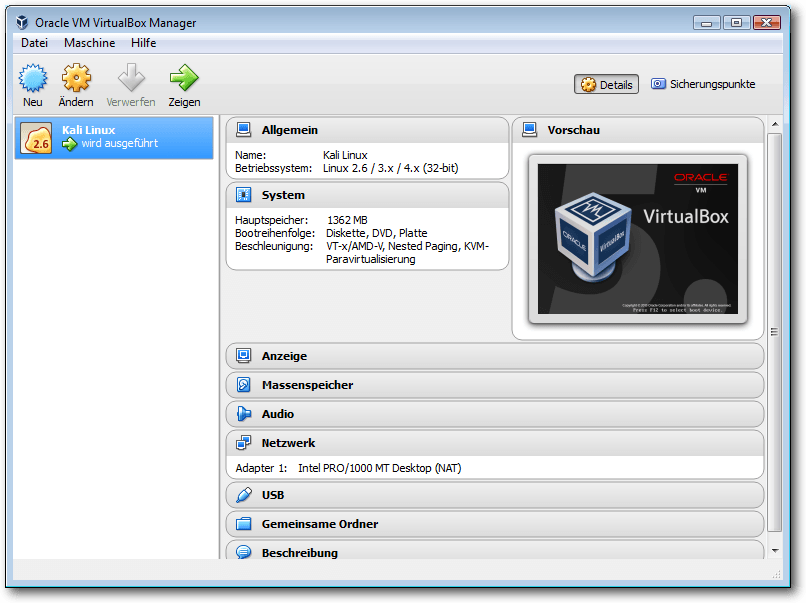 Oracle VM VirtualBox Manager
Datei Maschine Hilfe
Neu Ändern Verwerfen Zeigen
Details Sicherungspunkte
2.6
Kali Linux
wird ausgeführt
Allgemein
Name: Kali Linux
Betriebssystem: Linux 2.6 / 3.x / 4.x (32-bit)
System
Hauptspeicher: 1362 MB
Bootreihenfolge: Diskette, DVD, Platte
Beschleunigung: VT-x/AMD-V, Nested Paging, KVM-
Paravirtualisierung
Vorschau
ORACLE
VM
VirtualBox
ORACLE VirtualBox
5.
Press F12 to select boot device.
Anzeige
Massenspeicher
Audio
Netzwerk
Adapter 1: Intel PRO/1000 MT Desktop (NAT)
USB
Gemeinsame Ordner
Beschreibung